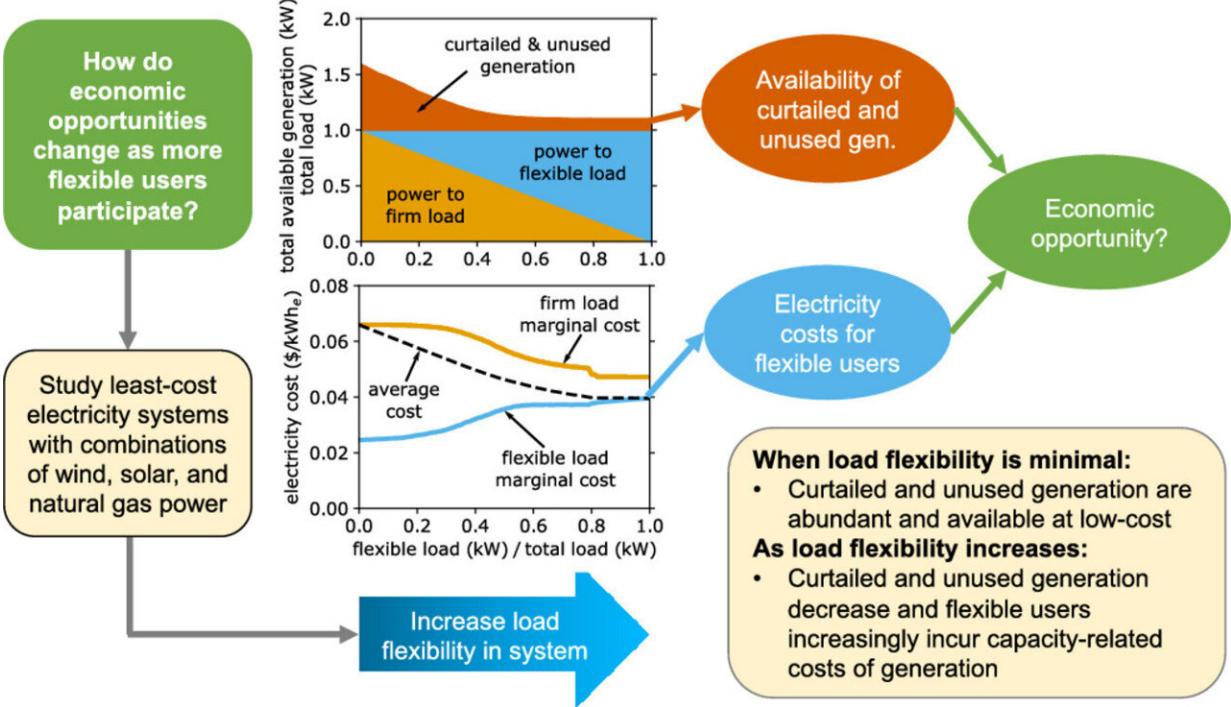 How do
economic
opportunities
change as more
flexible users
participate?
Study least-cost
electricity systems
with combinations
of wind, solar, and
natural gas power
total available generation (kW)
total load (kW)
2.0
1.5
1.0
0.5
0.0
curtailed & unused
generation
power to
flexible load
power to
firm load
0.0 0.2 0.4 0.6 0.8 1.0
electricity cost ($/kWhₑ)
0.08
0.06
0.04
0.02
0.00
firm load
marginal cost
average
cost
flexible load
marginal cost
0.0 0.2 0.4 0.6 0.8 1.0
flexible load (kW) / total load (kW)
Increase load
flexibility in system
Availability of
curtailed and
unused gen.
Electricity
costs for
flexible users
Economic
opportunity?
When load flexibility is minimal:
• Curtailed and unused generation are
abundant and available at low-cost
As load flexibility increases:
• Curtailed and unused generation
decrease and flexible users
increasingly incur capacity-related
costs of generation